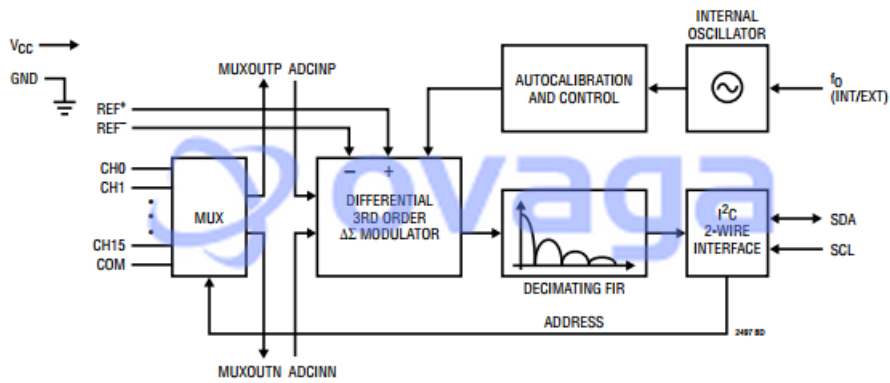 INTERNAL
OSCILLATOR
VCC
GND
MUXOUTP ADCINP
AUTOCALIBRATION
AND CONTROL
fO
(INT/EXT)
REF+
REF–
– +
CH0
CH1
CH15
COM
MUX
DIFFERENTIAL
3RD ORDER
ΔΣ MODULATOR
I2C
2-WIRE
INTERFACE
SDA
SCL
DECIMATING FIR
ADDRESS
2497 BD
MUXOUTN ADCINN
ovaga